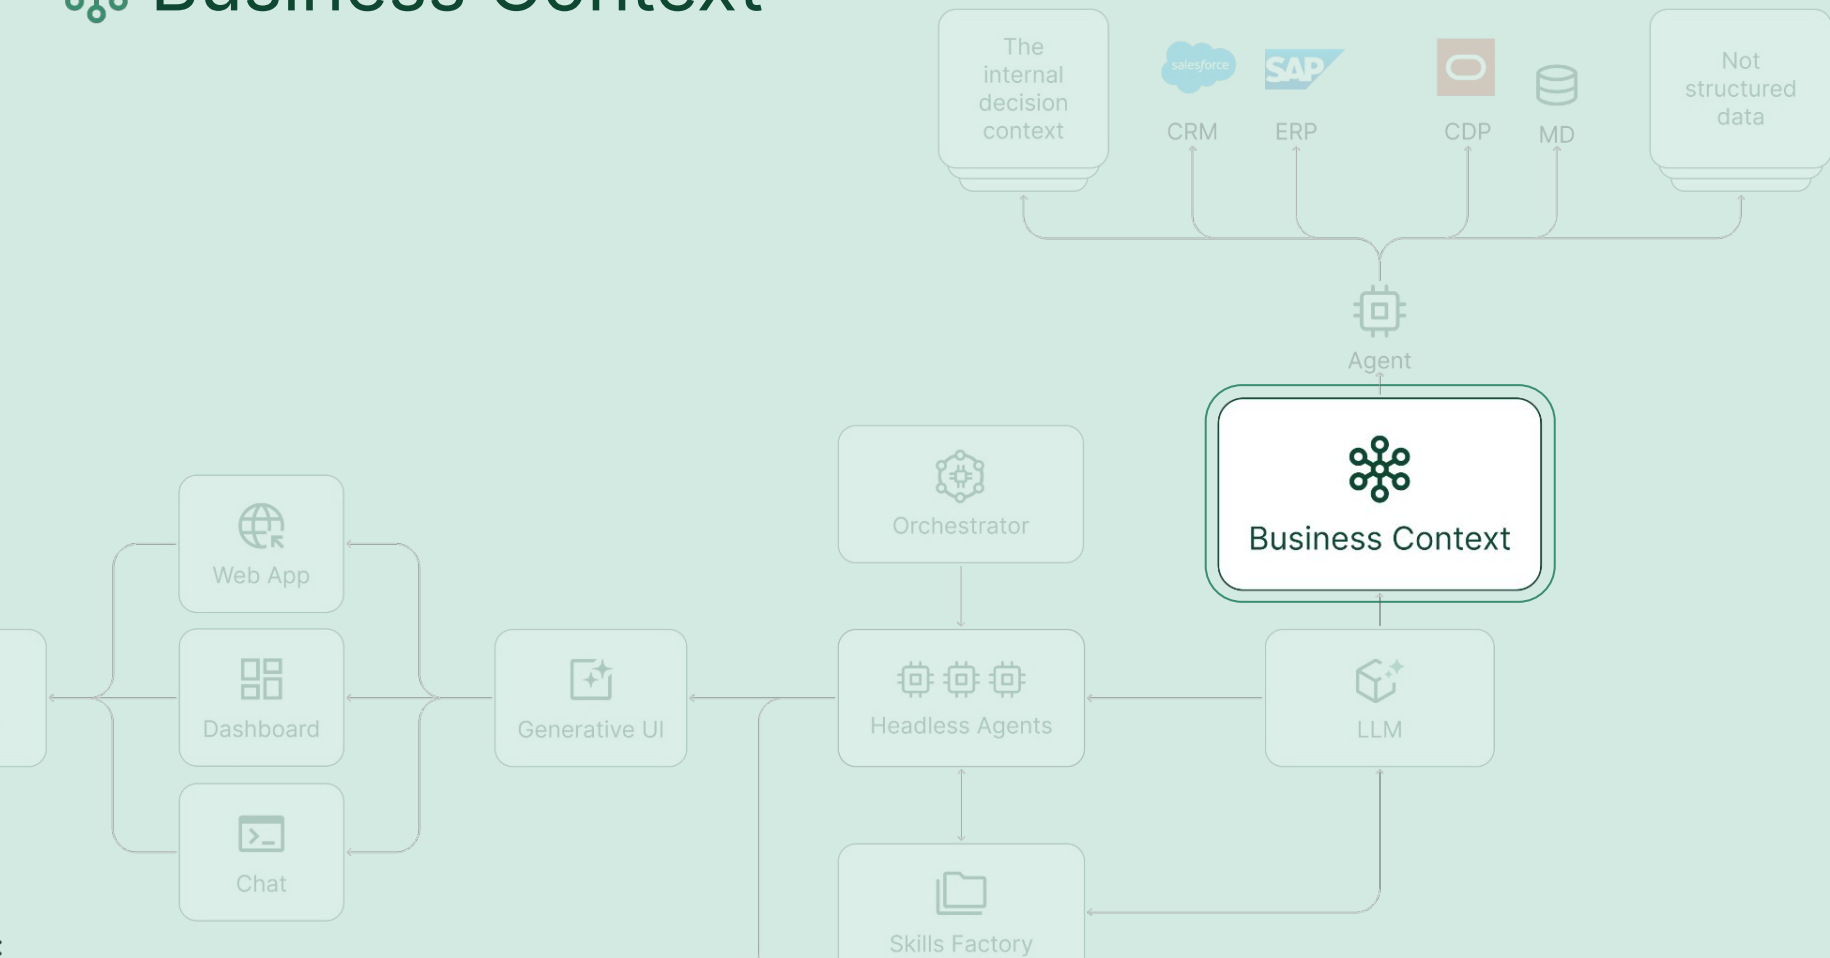 Business Context
The
internal
decision
context
salesforce
CRM
SAP
ERP
CDP
MD
Not
structured
data
Agent
Business Context
Orchestrator
Web App
Dashboard
Chat
Generative UI
Headless Agents
LLM
Skills Factory